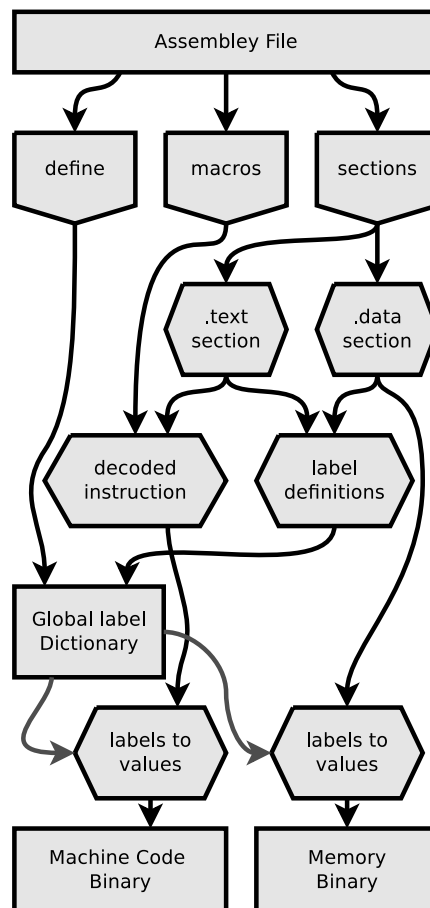 Assembley File
define
macros
sections
.text
section
.data
section
decoded
instruction
label
definitions
Global label
Dictionary
labels to
values
labels to
values
Machine Code
Binary
Memory
Binary